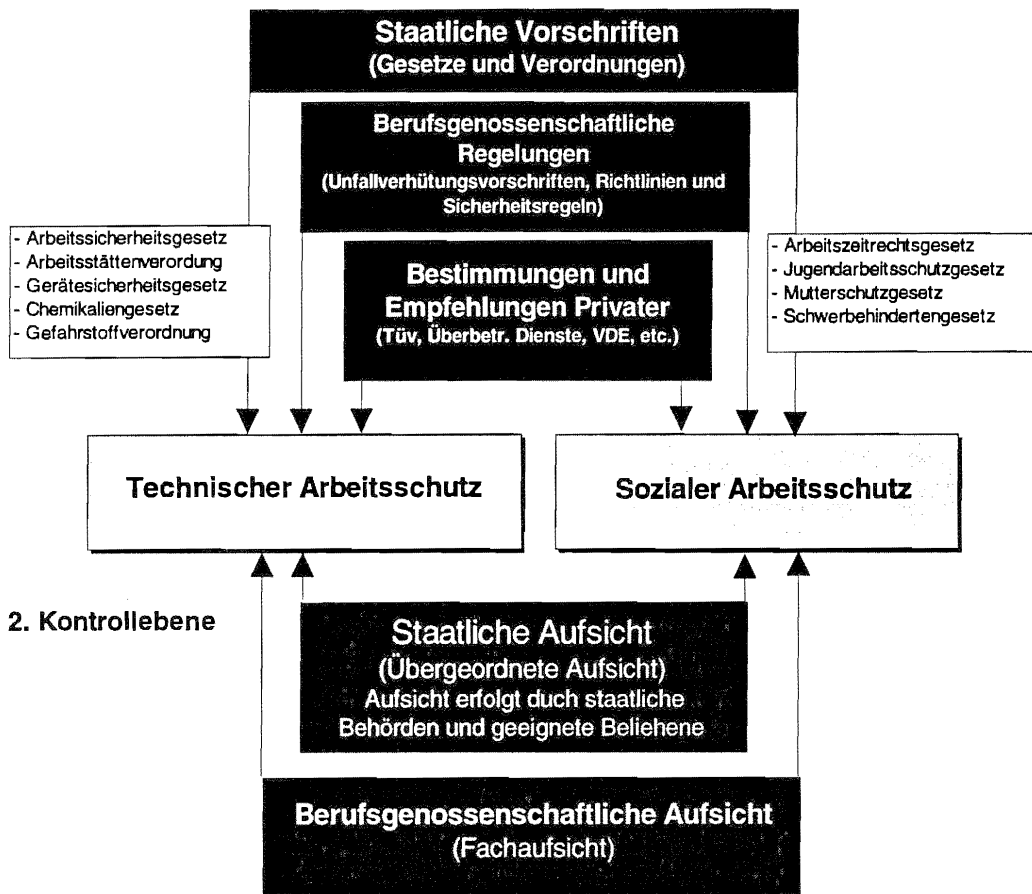 Staatliche Vorschriften
(Gesetze und Verordnungen)
Berufsgenossenschaftliche
Regelungen
(Unfallverhütungsvorschriften, Richtlinien und
Sicherheitsregeln)
- Arbeitssicherheitsgesetz
- Arbeitsstättenverordung
- Gerätesicherheitsgesetz
- Chemikaliengesetz
- Gefahrstoffverordnung
Bestimmungen und
Empfehlungen Privater
(Tüv, Überbetr. Dienste, VDE, etc.)
- Arbeitszeitrechtsgesetz
- Jugendarbeitsschutzgesetz
- Mutterschutzgesetz
- Schwerbehindertengesetz
Technischer Arbeitsschutz
Sozialer Arbeitsschutz
2. Kontrollebene
Staatliche Aufsicht
(Übergeordnete Aufsicht)
Aufsicht erfolgt duch staatliche
Behörden und geeignete Beliehene
Berufsgenossenschaftliche Aufsicht
(Fachaufsicht)